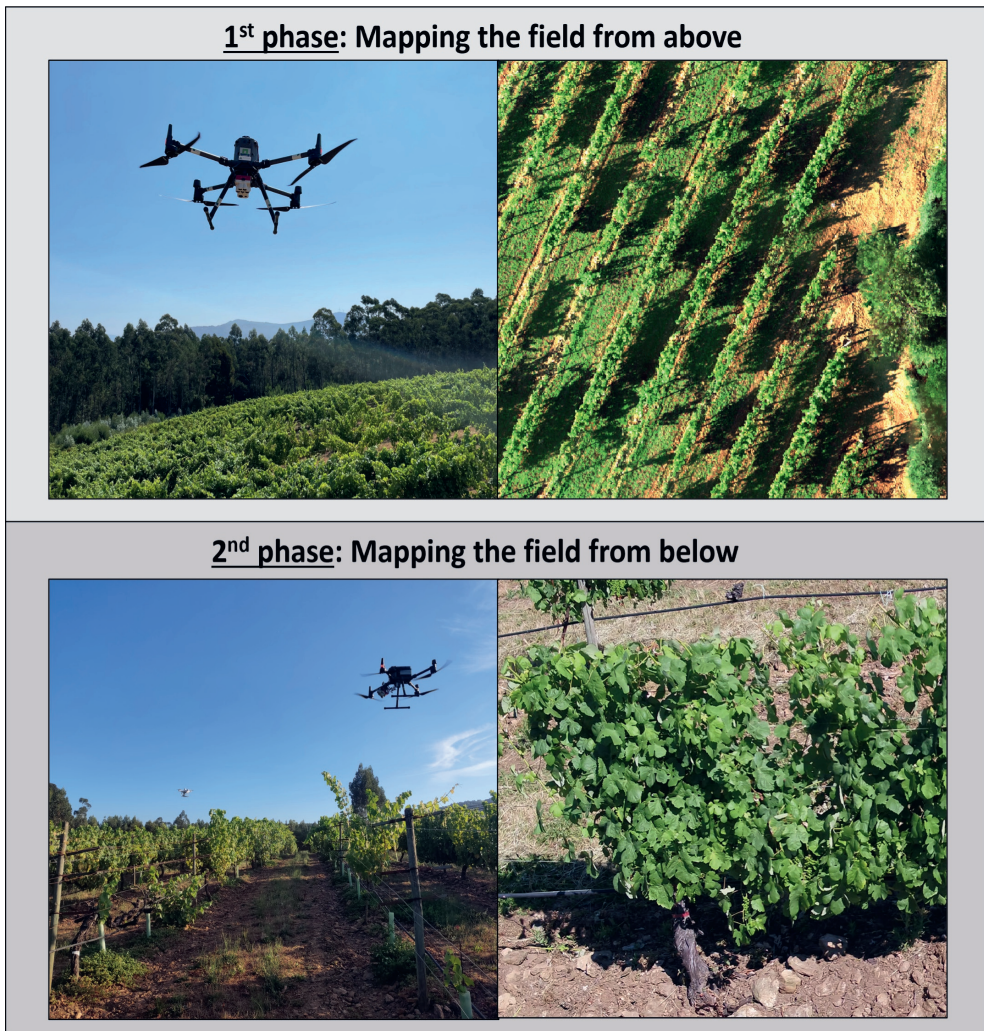 1st phase: Mapping the field from above
2nd phase: Mapping the field from below